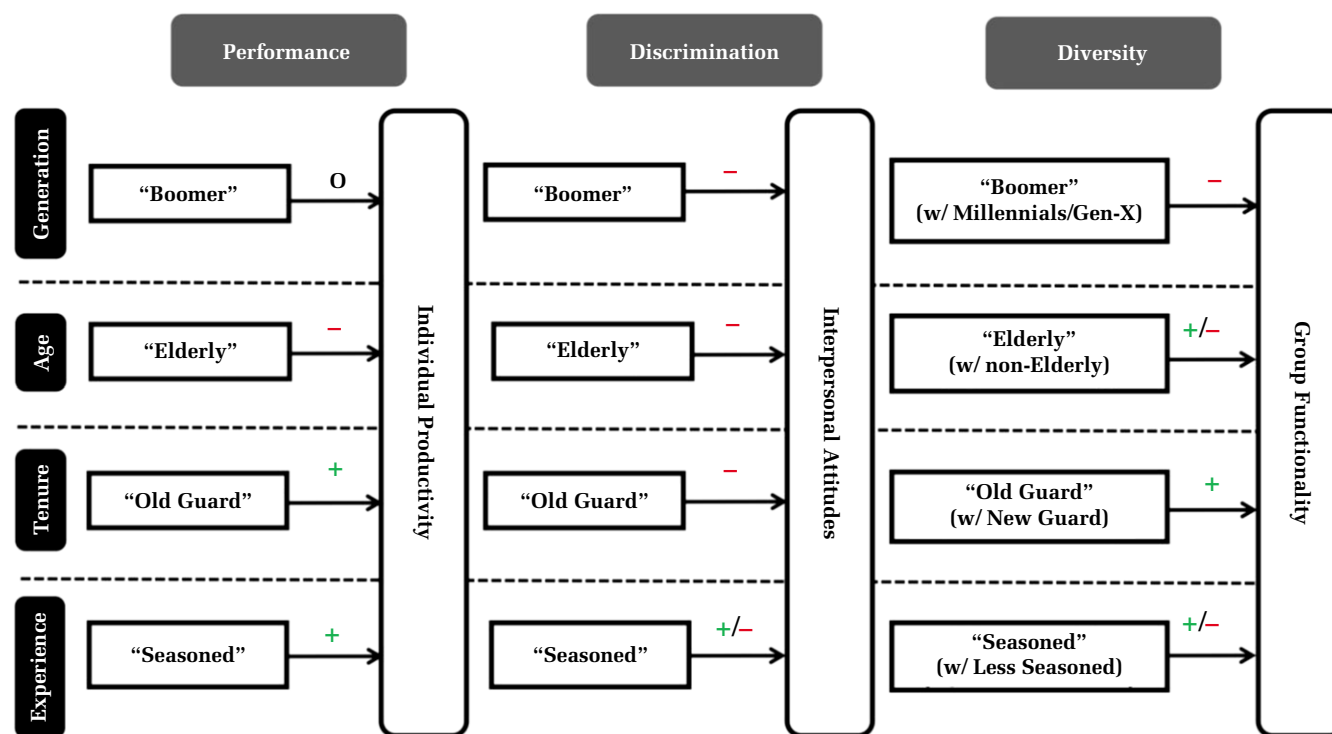 Performance
Discrimination
Diversity
Generation
“Boomer”
O
“Boomer”
−
“Boomer”
(w/ Millennials/Gen-X)
−
Age
“Elderly”
−
“Elderly”
−
“Elderly”
(w/ non-Elderly)
+/−
Individual Productivity
Interpersonal Attitudes
Group Functionality
Tenure
“Old Guard”
+
“Old Guard”
−
“Old Guard”
(w/ New Guard)
+
Experience
“Seasoned”
+
“Seasoned”
+/−
“Seasoned”
(w/ Less Seasoned)
+/−